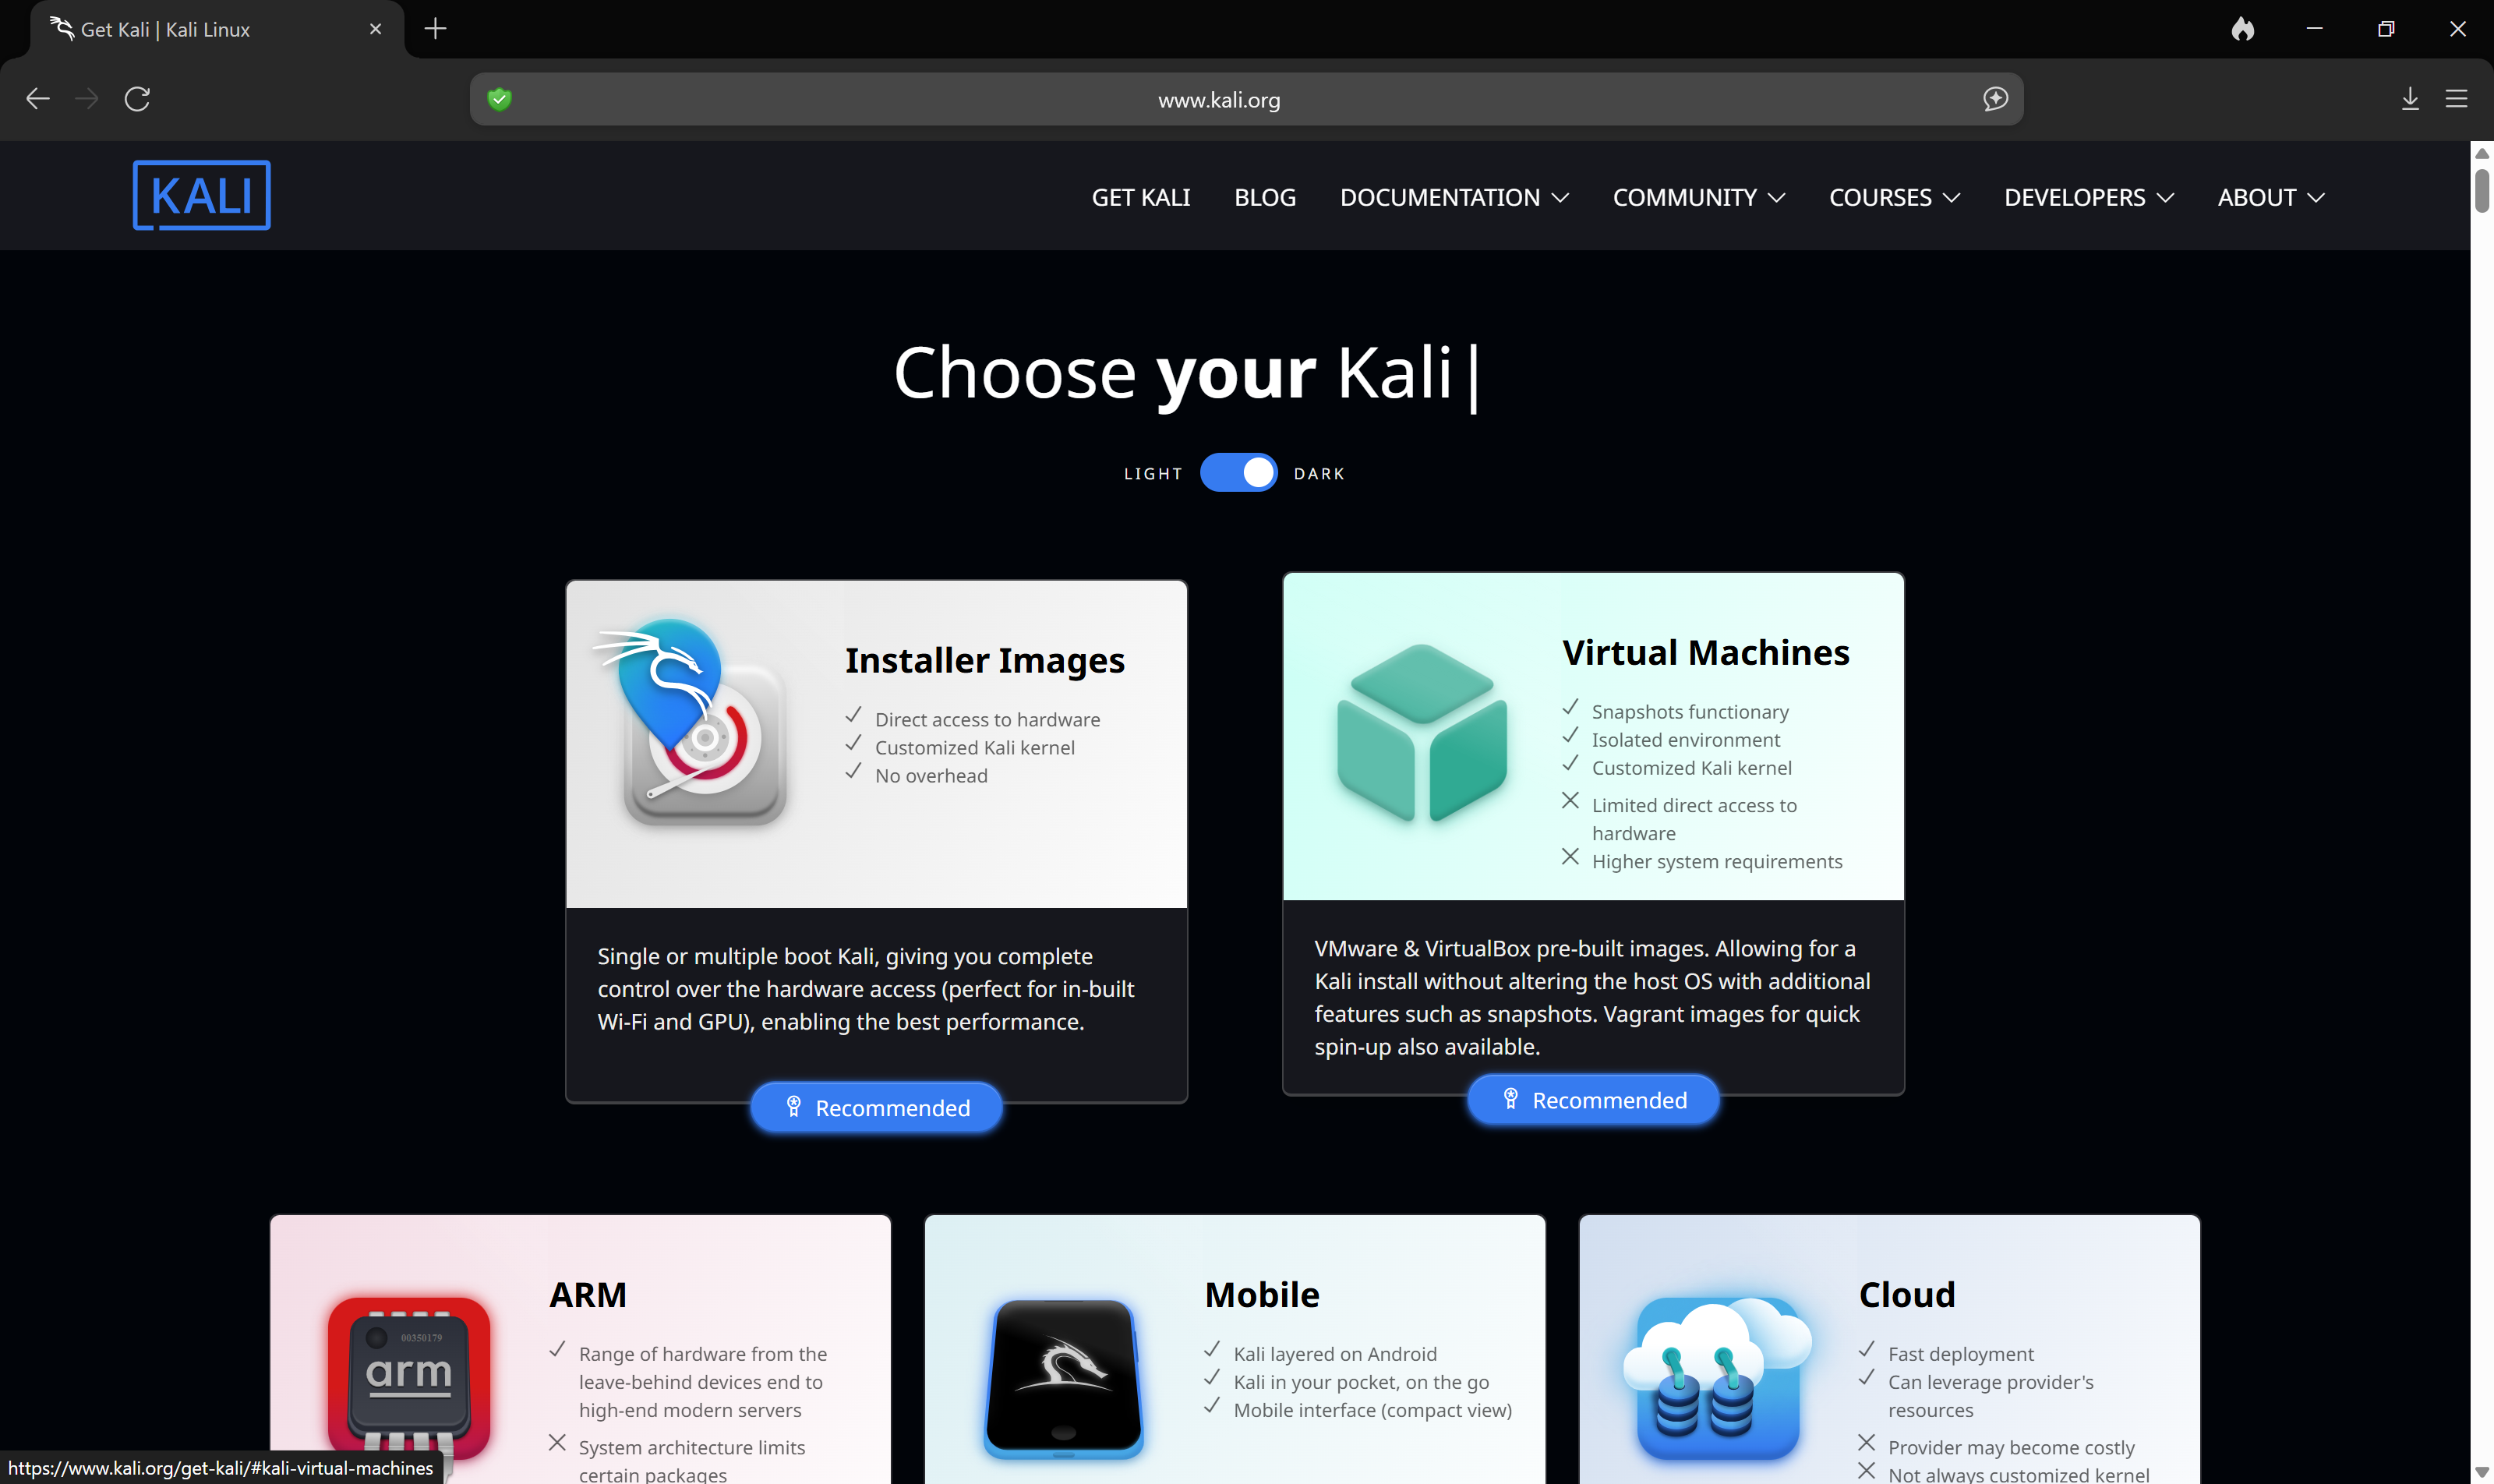 Get Kali | Kali Linux
www.kali.org
KALI
GET KALI
BLOG
DOCUMENTATION
COMMUNITY
COURSES
DEVELOPERS
ABOUT
Choose your Kali|
LIGHT
DARK
Installer Images
Direct access to hardware
Customized Kali kernel
No overhead
Single or multiple boot Kali, giving you complete
control over the hardware access (perfect for in-built
Wi-Fi and GPU), enabling the best performance.
Recommended
Virtual Machines
Snapshots functionary
Isolated environment
Customized Kali kernel
Limited direct access to
hardware
Higher system requirements
VMware & VirtualBox pre-built images. Allowing for a
Kali install without altering the host OS with additional
features such as snapshots. Vagrant images for quick
spin-up also available.
Recommended
00350179
arm
ARM
Range of hardware from the
leave-behind devices end to
high-end modern servers
System architecture limits
certain packages
Mobile
Kali layered on Android
Kali in your pocket, on the go
Mobile interface (compact view)
Cloud
Fast deployment
Can leverage provider's
resources
Provider may become costly
Not always customized kernel
https://www.kali.org/get-kali/#kali-virtual-machines